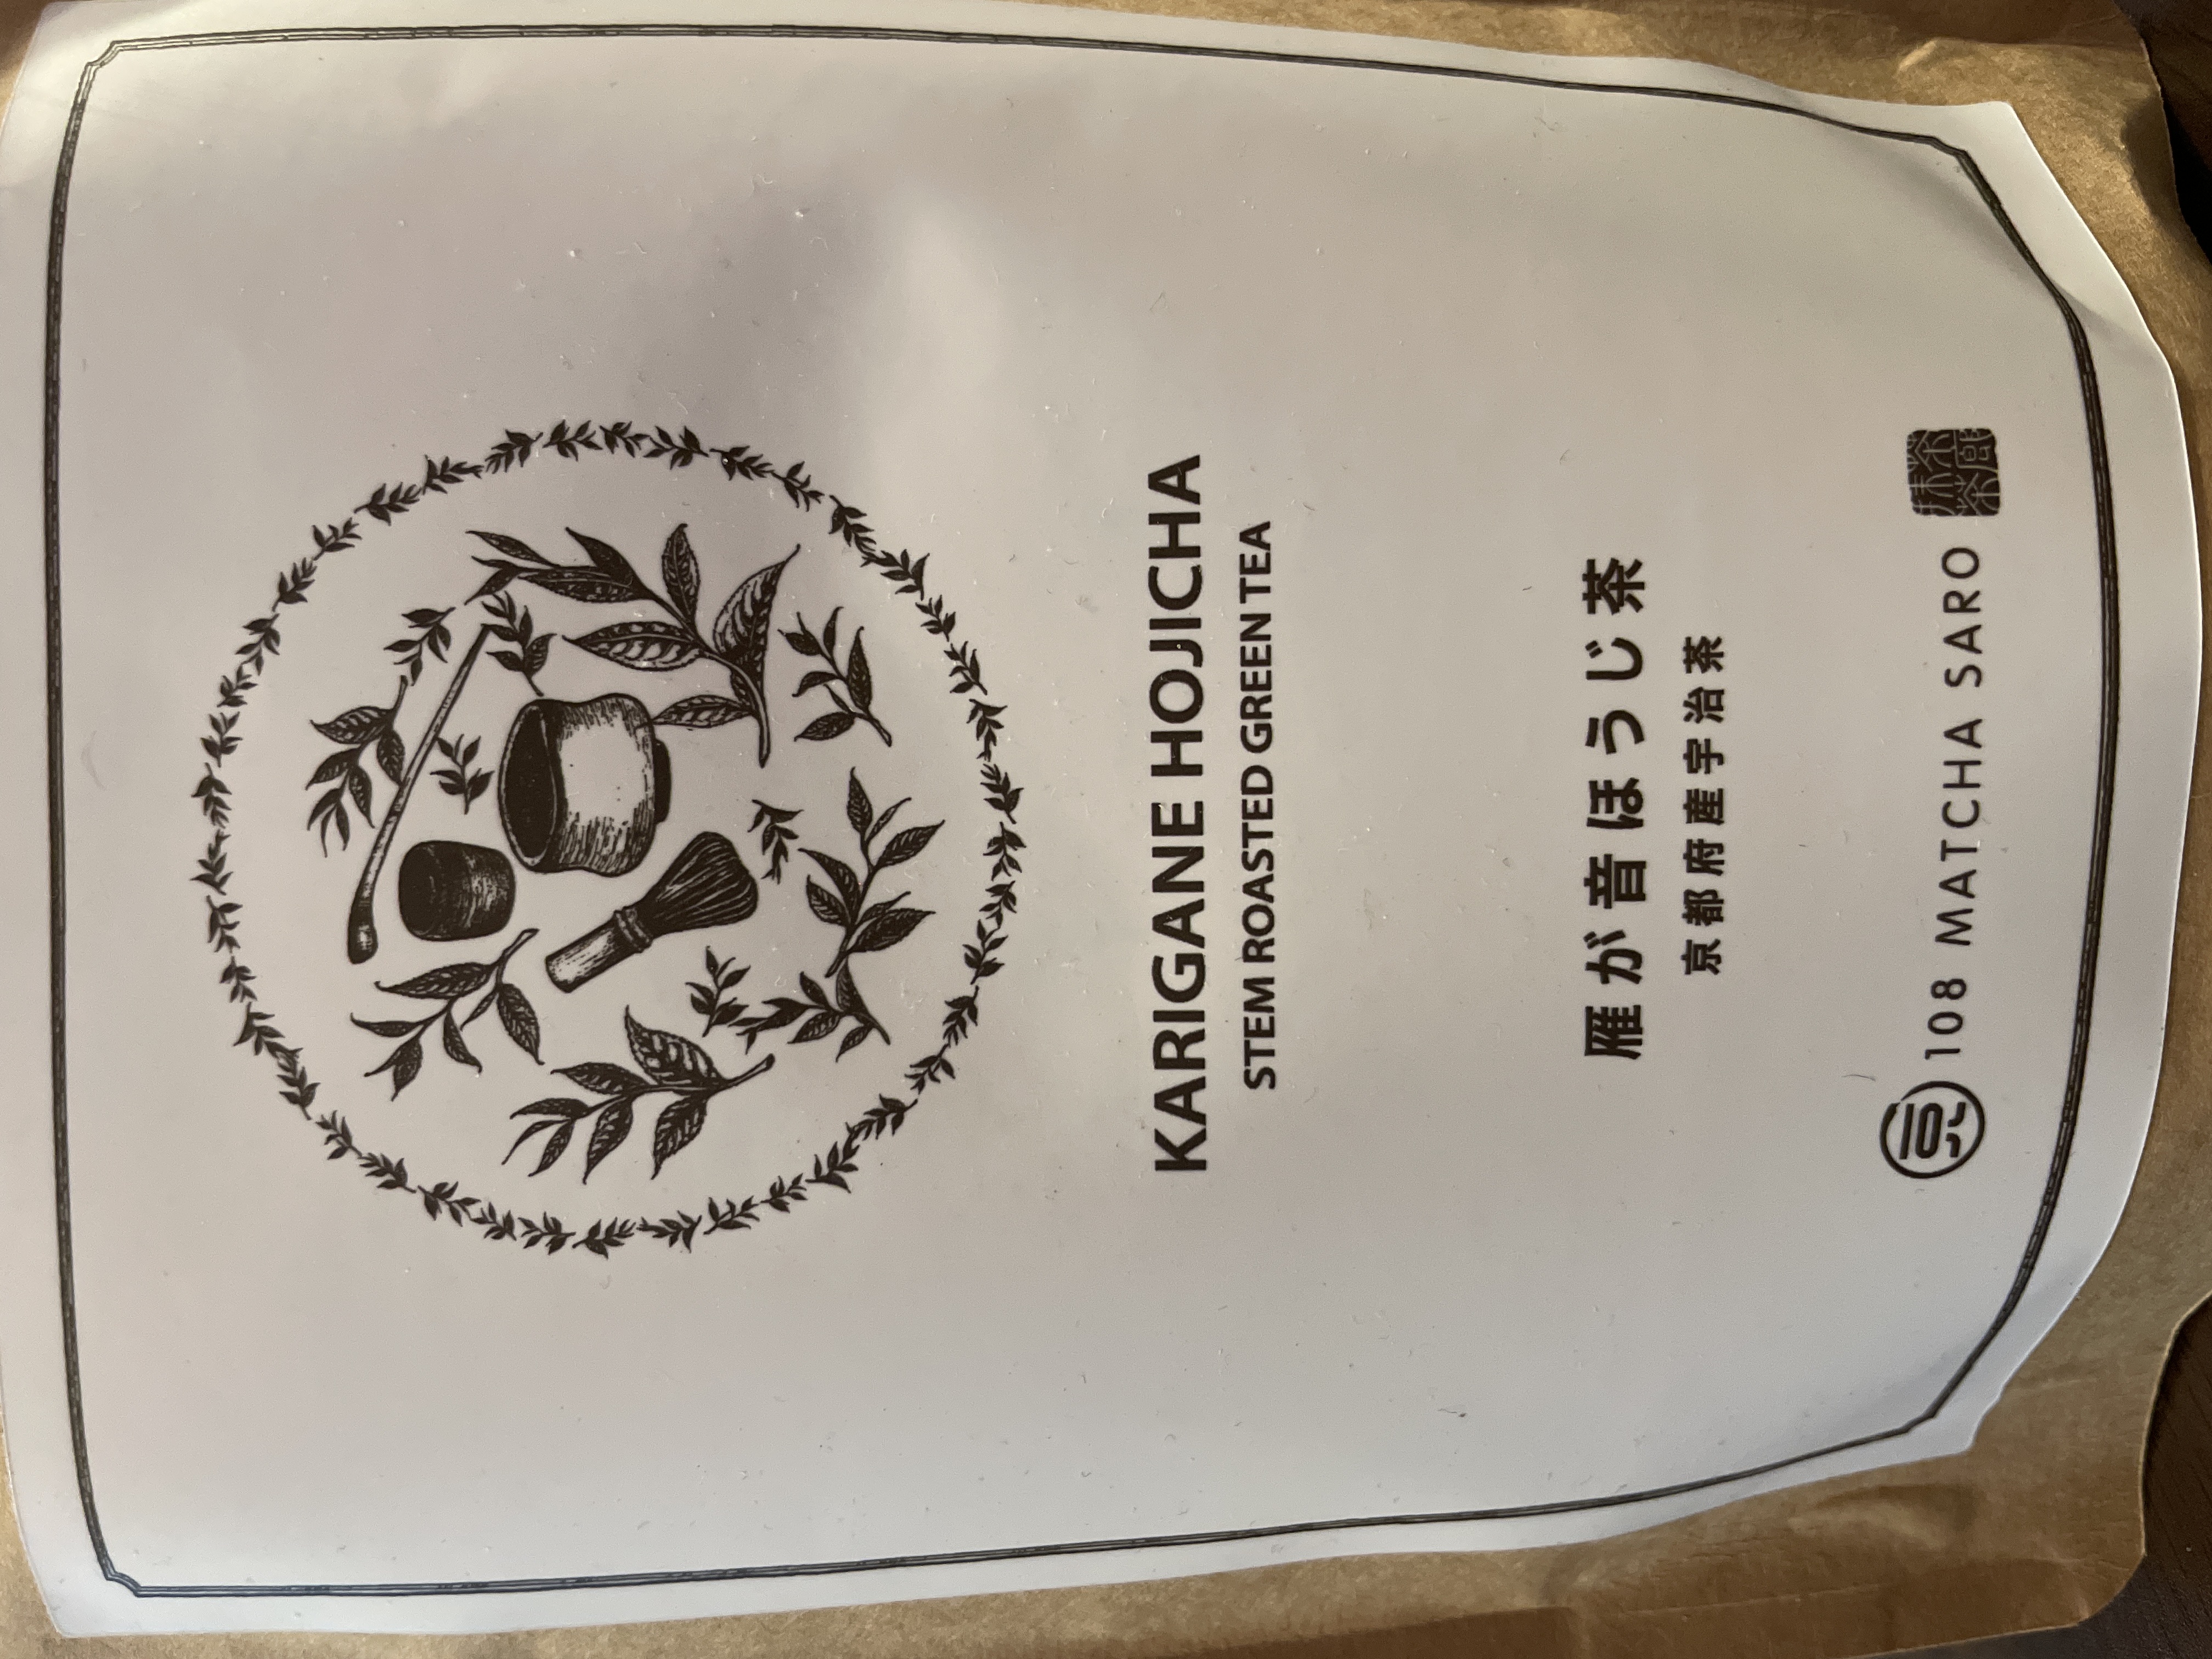 KARIGANE HOJICHA
STEM ROASTED GREEN TEA
雁が音ほうじ茶
京都府産宇治茶
108 MATCHA SARO